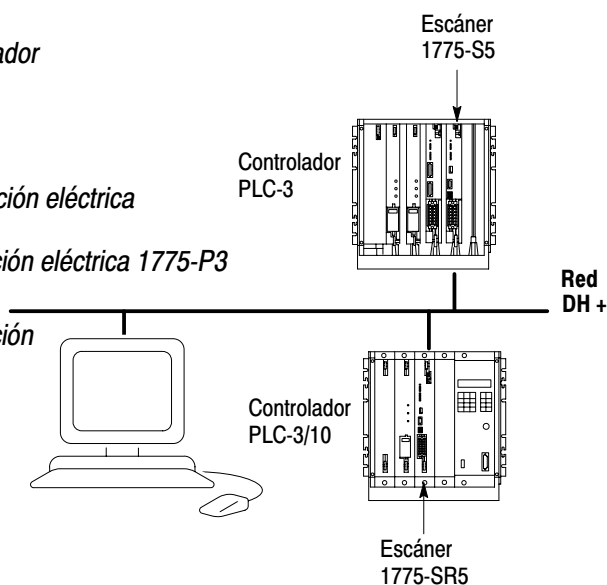 Escáner
1775-S5
ador
Controlador
PLC-3
ción eléctrica
ción eléctrica 1775-P3
Red
DH +
ción
Controlador
PLC-3/10
Escáner
1775-SR5